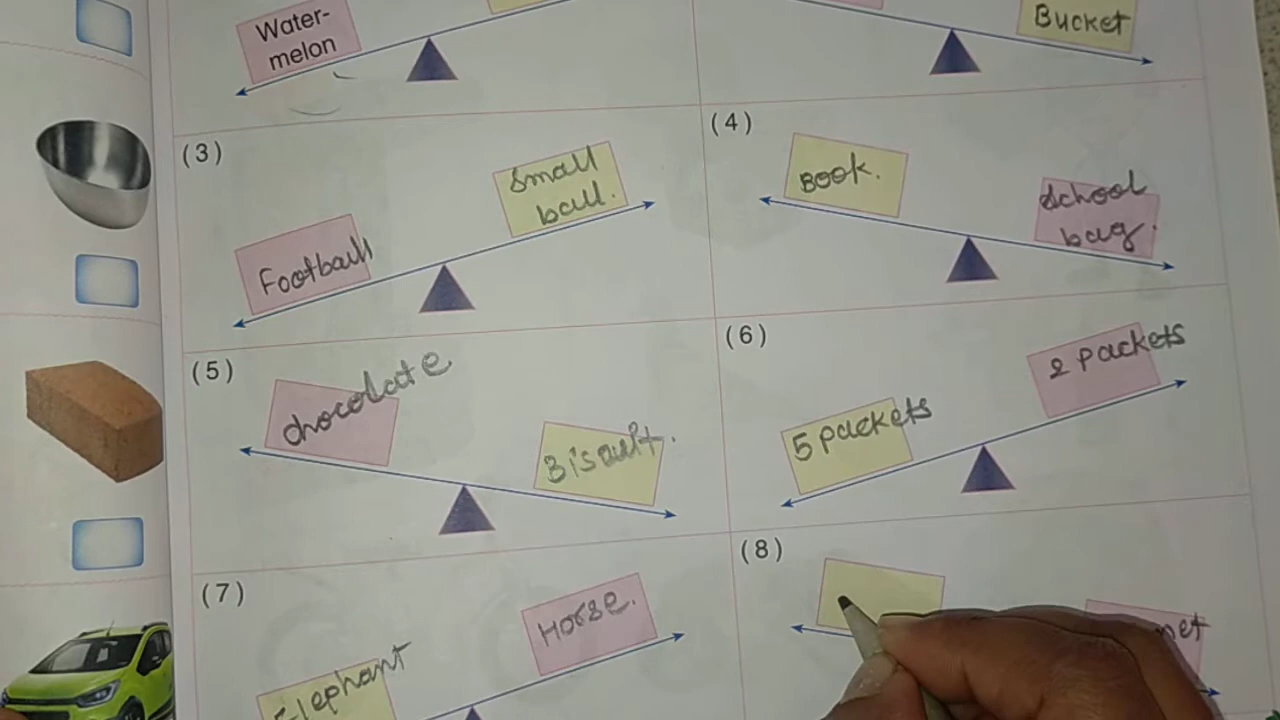 Water-
melon
Bucket
(3)
Small
ball.
Football
(4)
Book.
School
bag.
(5)
chocolate
Biscuit.
(6)
2 packets
5 packets
(7)
Horse.
Elephant
(8)